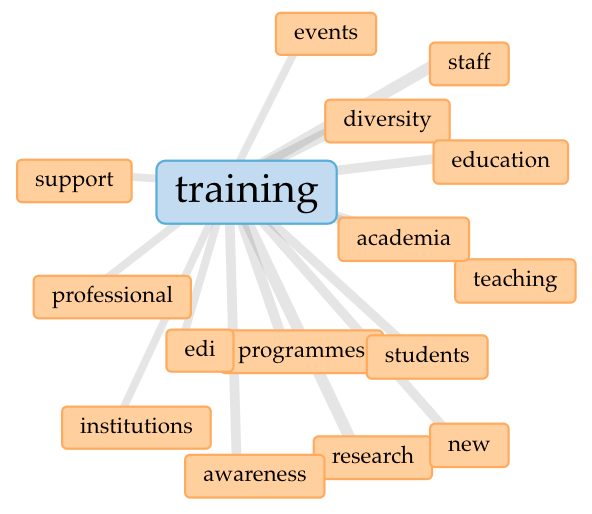 events
staff
diversity
education
support
training
academia
teaching
professional
edi
programmes
students
institutions
new
research
awareness